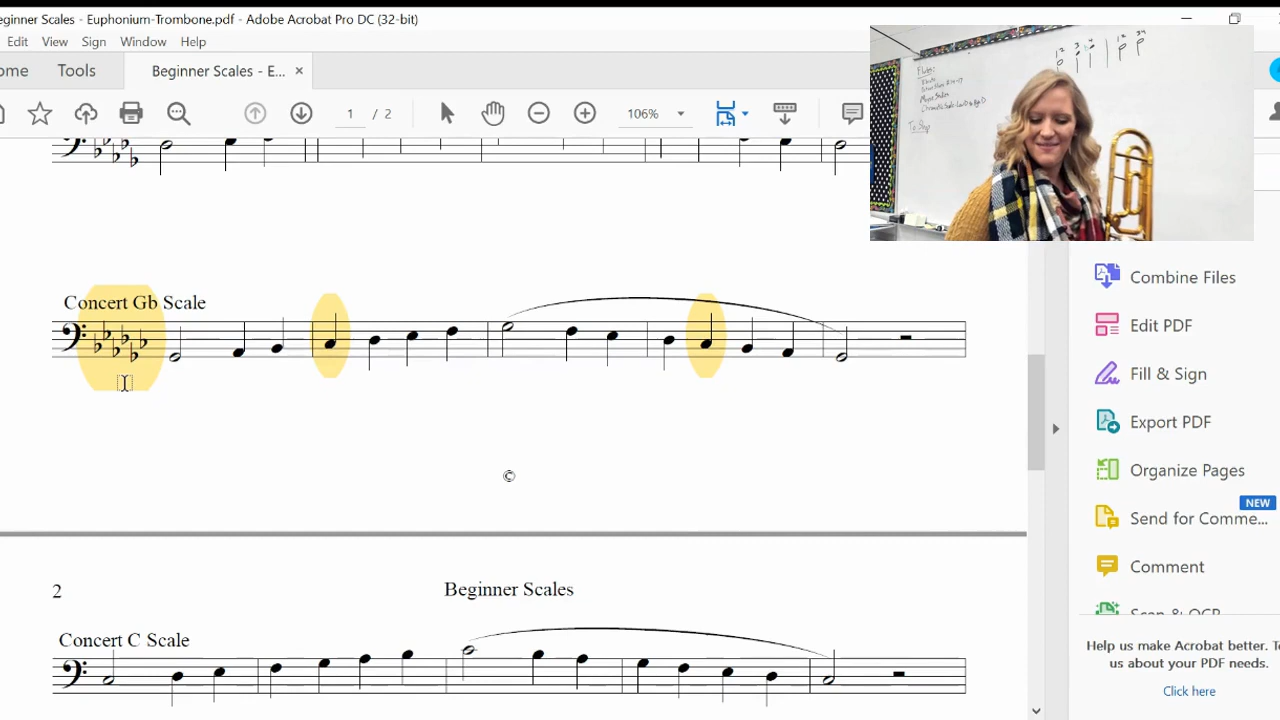 eginner Scales - Euphonium-Trombone.pdf - Adobe Acrobat Pro DC (32-bit)
Edit View Sign Window Help
ome Tools Beginner Scales - E... ×
1 / 2 106%
Flutes:
Concert Gb Scale
©
2 Beginner Scales
Concert C Scale
Combine Files
Edit PDF
Fill & Sign
Export PDF
Organize Pages
NEW
Send for Comme...
Comment
Scan & OCR
Help us make Acrobat better. T
us about your PDF needs.
Click here